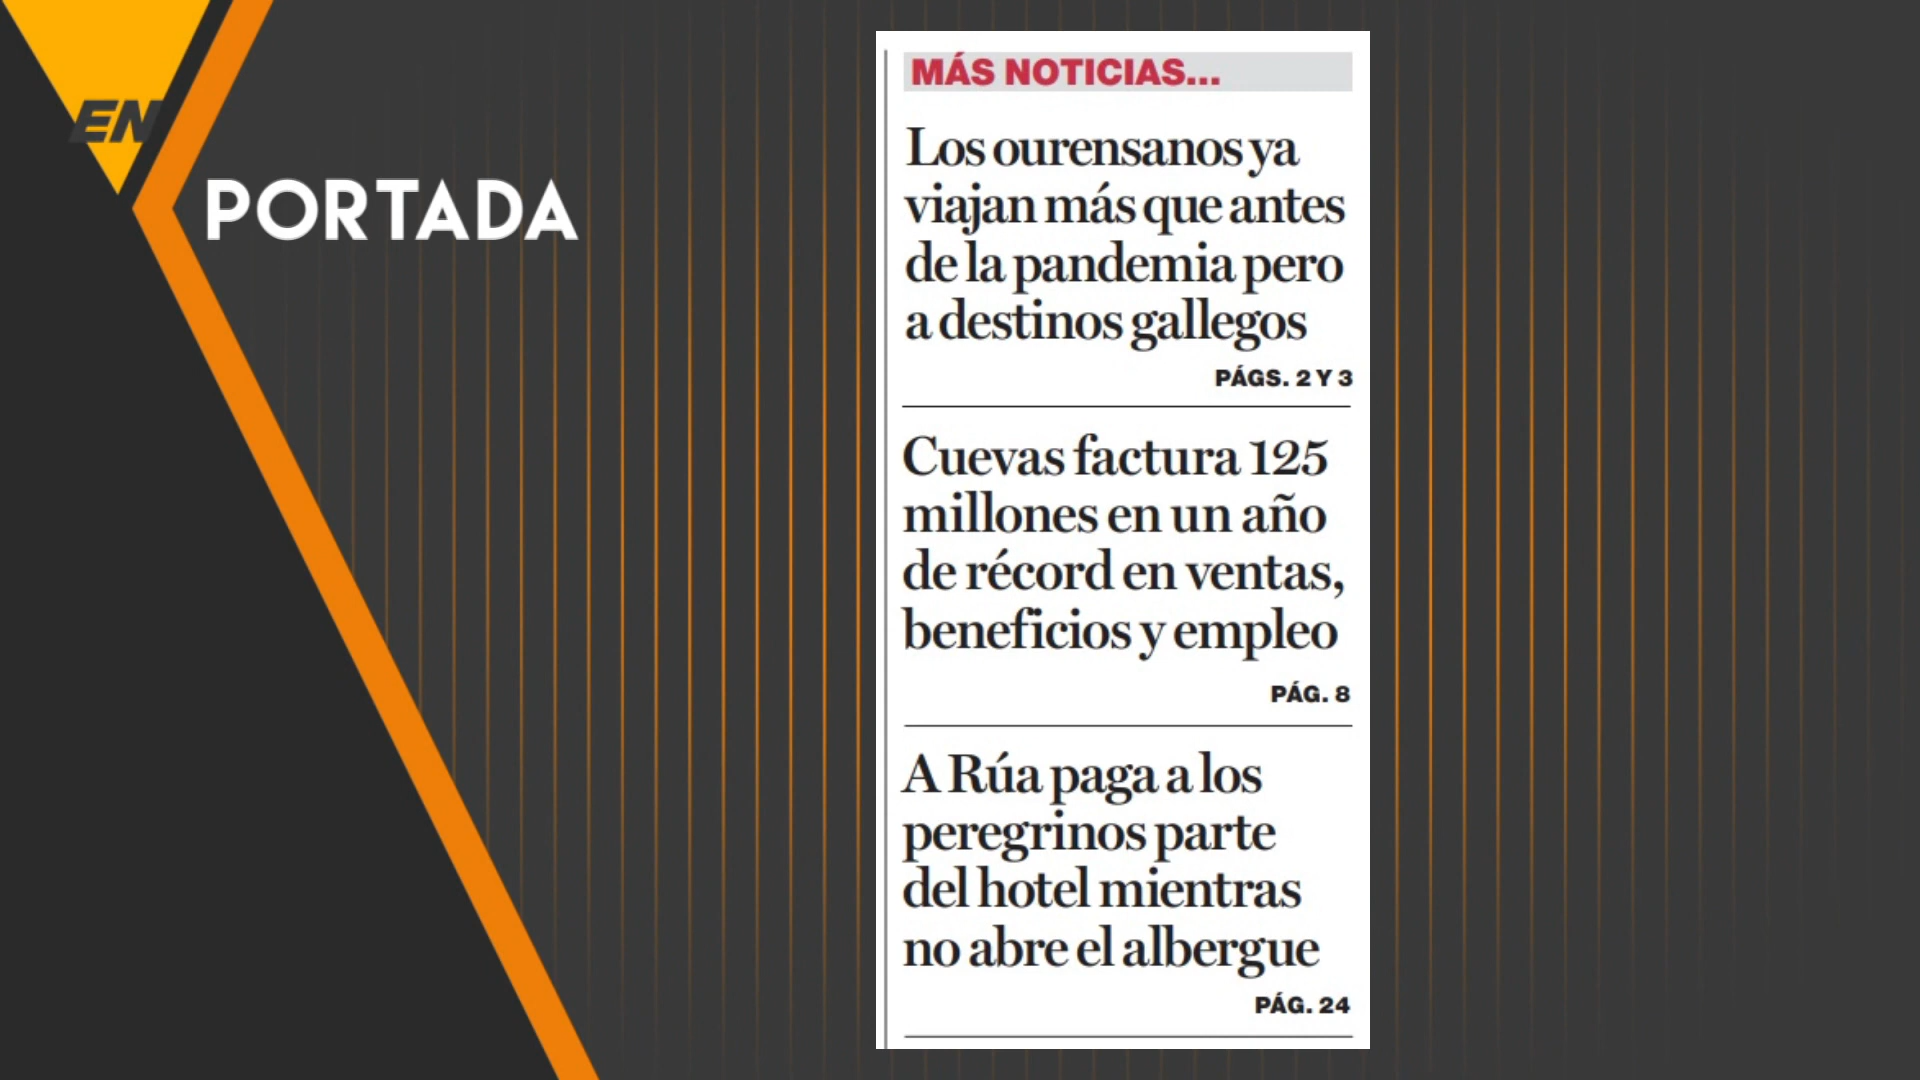 EN PORTADA
MÁS NOTICIAS...
Los ourensanos ya
viajan más que antes
de la pandemia pero
a destinos gallegos
PÁGS. 2 Y 3
Cuevas factura 125
millones en un año
de récord en ventas,
beneficios y empleo
PÁG. 8
A Rúa paga a los
peregrinos parte
del hotel mientras
no abre el albergue
PÁG. 24